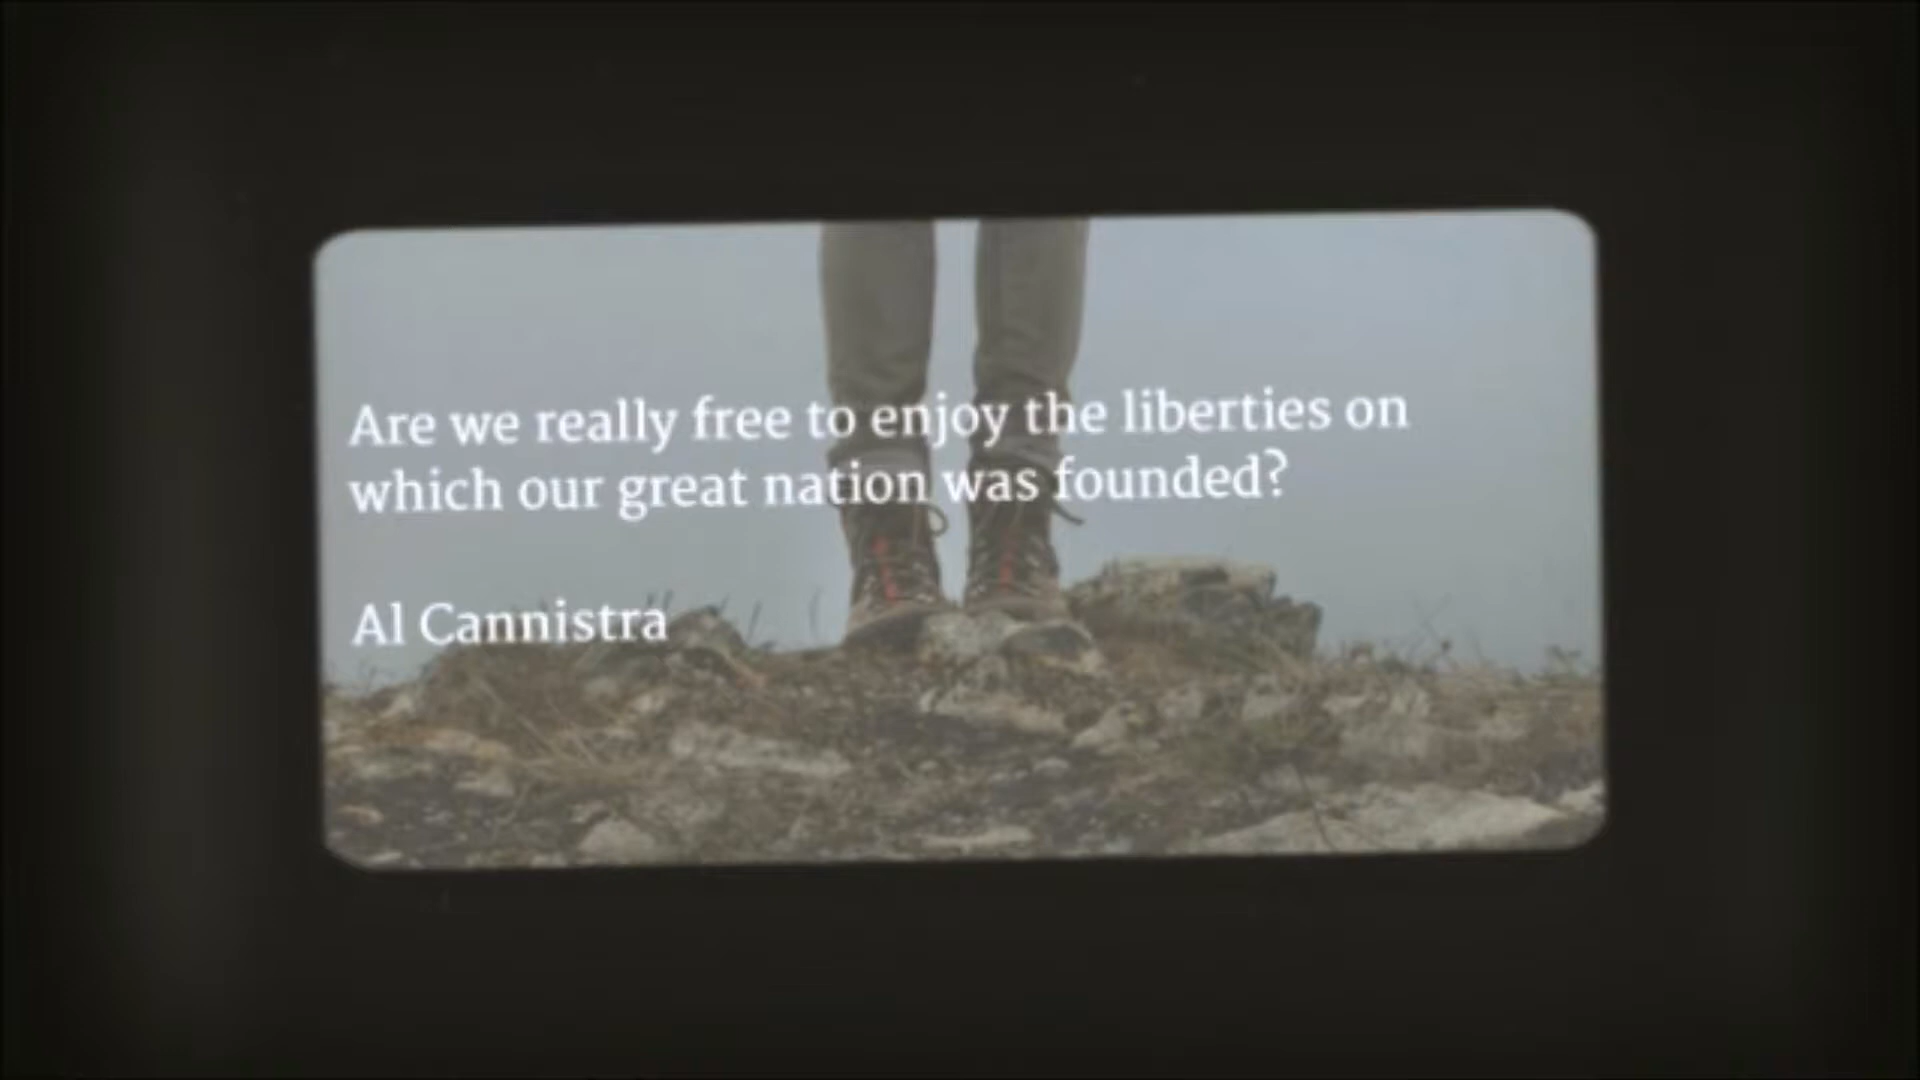 Are we really free to enjoy the liberties on
which our great nation was founded?
Al Cannistra